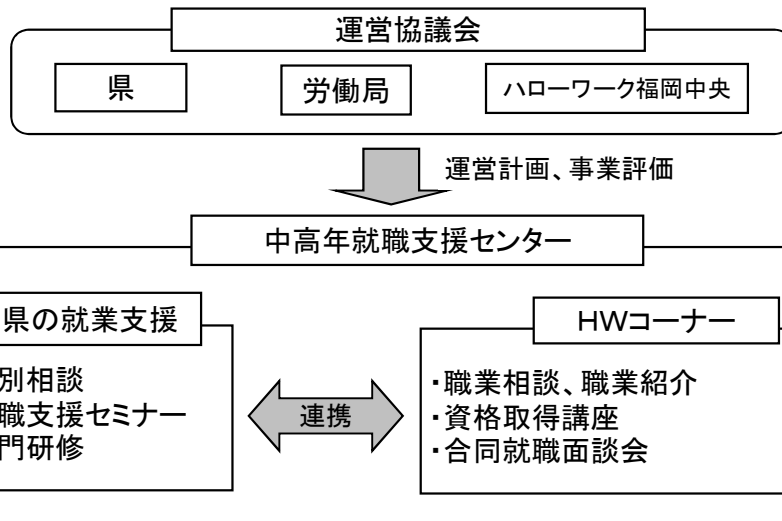 運営協議会
県
労働局
ハローワーク福岡中央
運営計画、事業評価
中高年就職支援センター
県の就業支援
別相談
職支援セミナー
門研修
連携
HWコーナー
・職業相談、職業紹介
・資格取得講座
・合同就職面談会